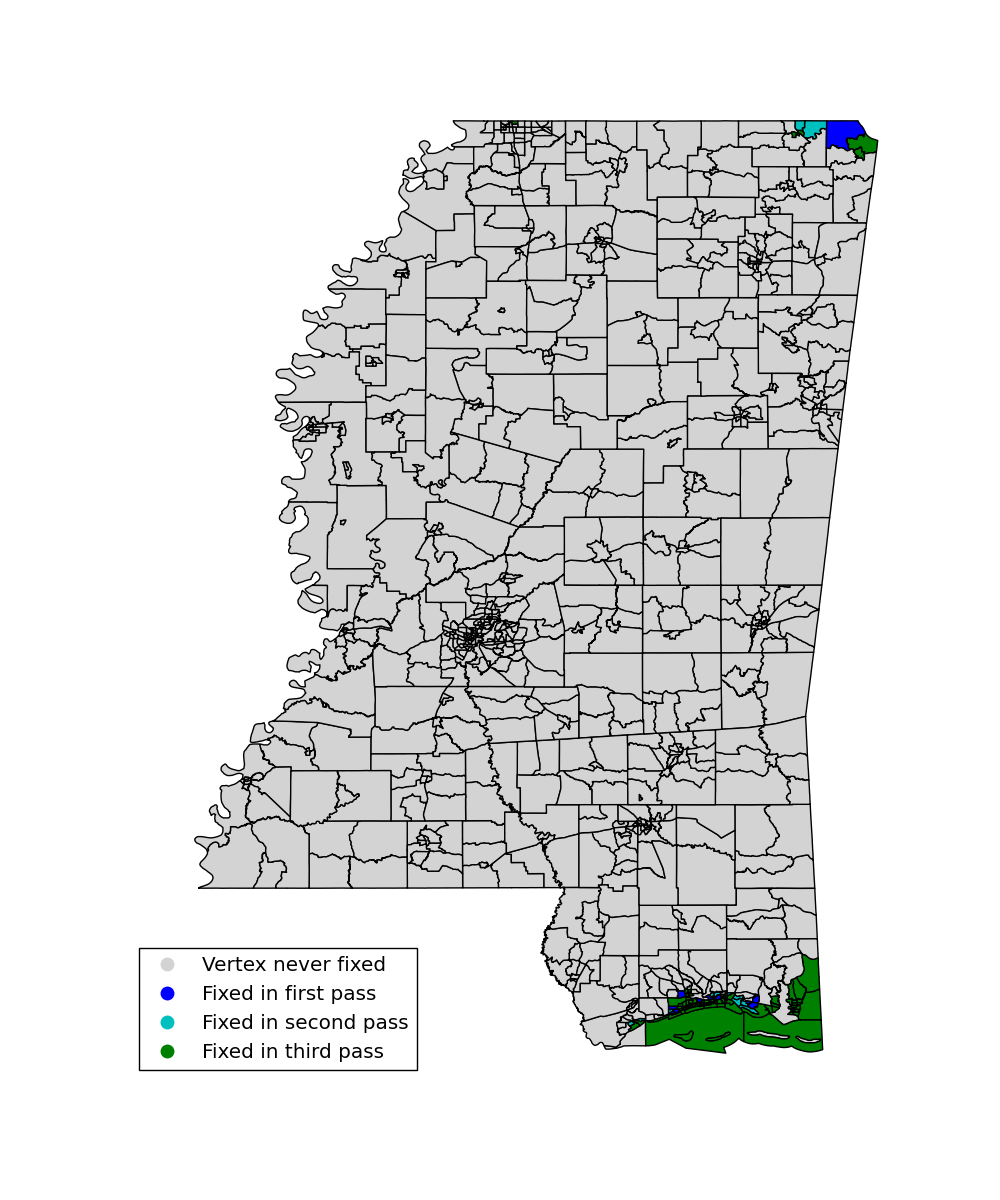 Vertex never fixed
Fixed in first pass
Fixed in second pass
Fixed in third pass